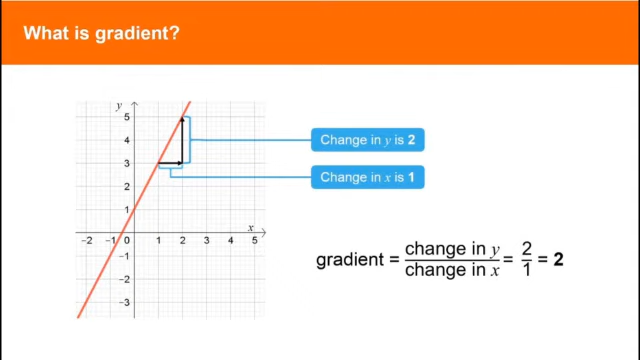 What is gradient?
y
5
4
3
2
1
x
−2 −1 0 1 2 3 4 5
−1
−2
−3
Change in y is 2
Change in x is 1
gradient = change in y / change in x = 2 / 1 = 2